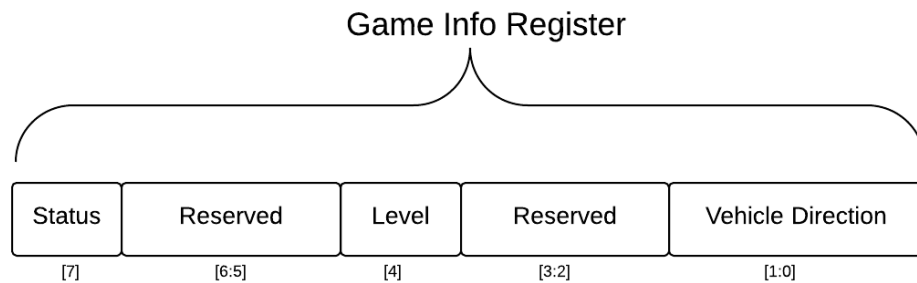 Game Info Register
Status Reserved Level Reserved Vehicle Direction
[7] [6:5] [4] [3:2] [1:0]